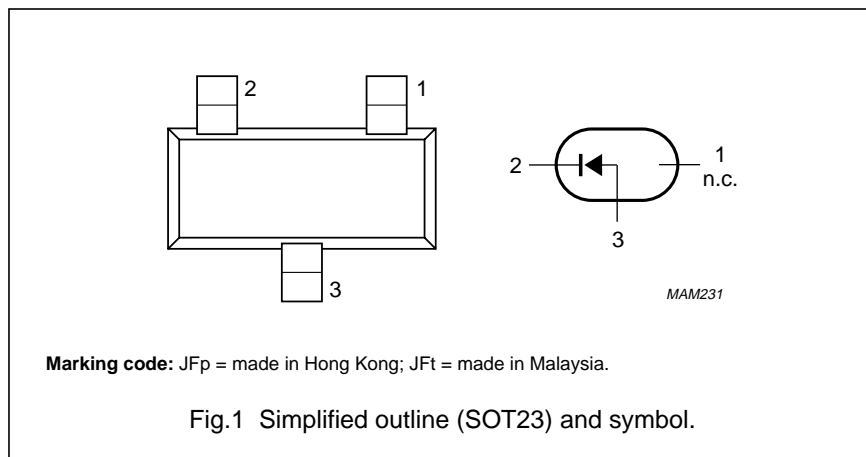 2
1
3
2
1
n.c.
3
MAM231
Marking code: JFp = made in Hong Kong; JFt = made in Malaysia.
Fig.1 Simplified outline (SOT23) and symbol.